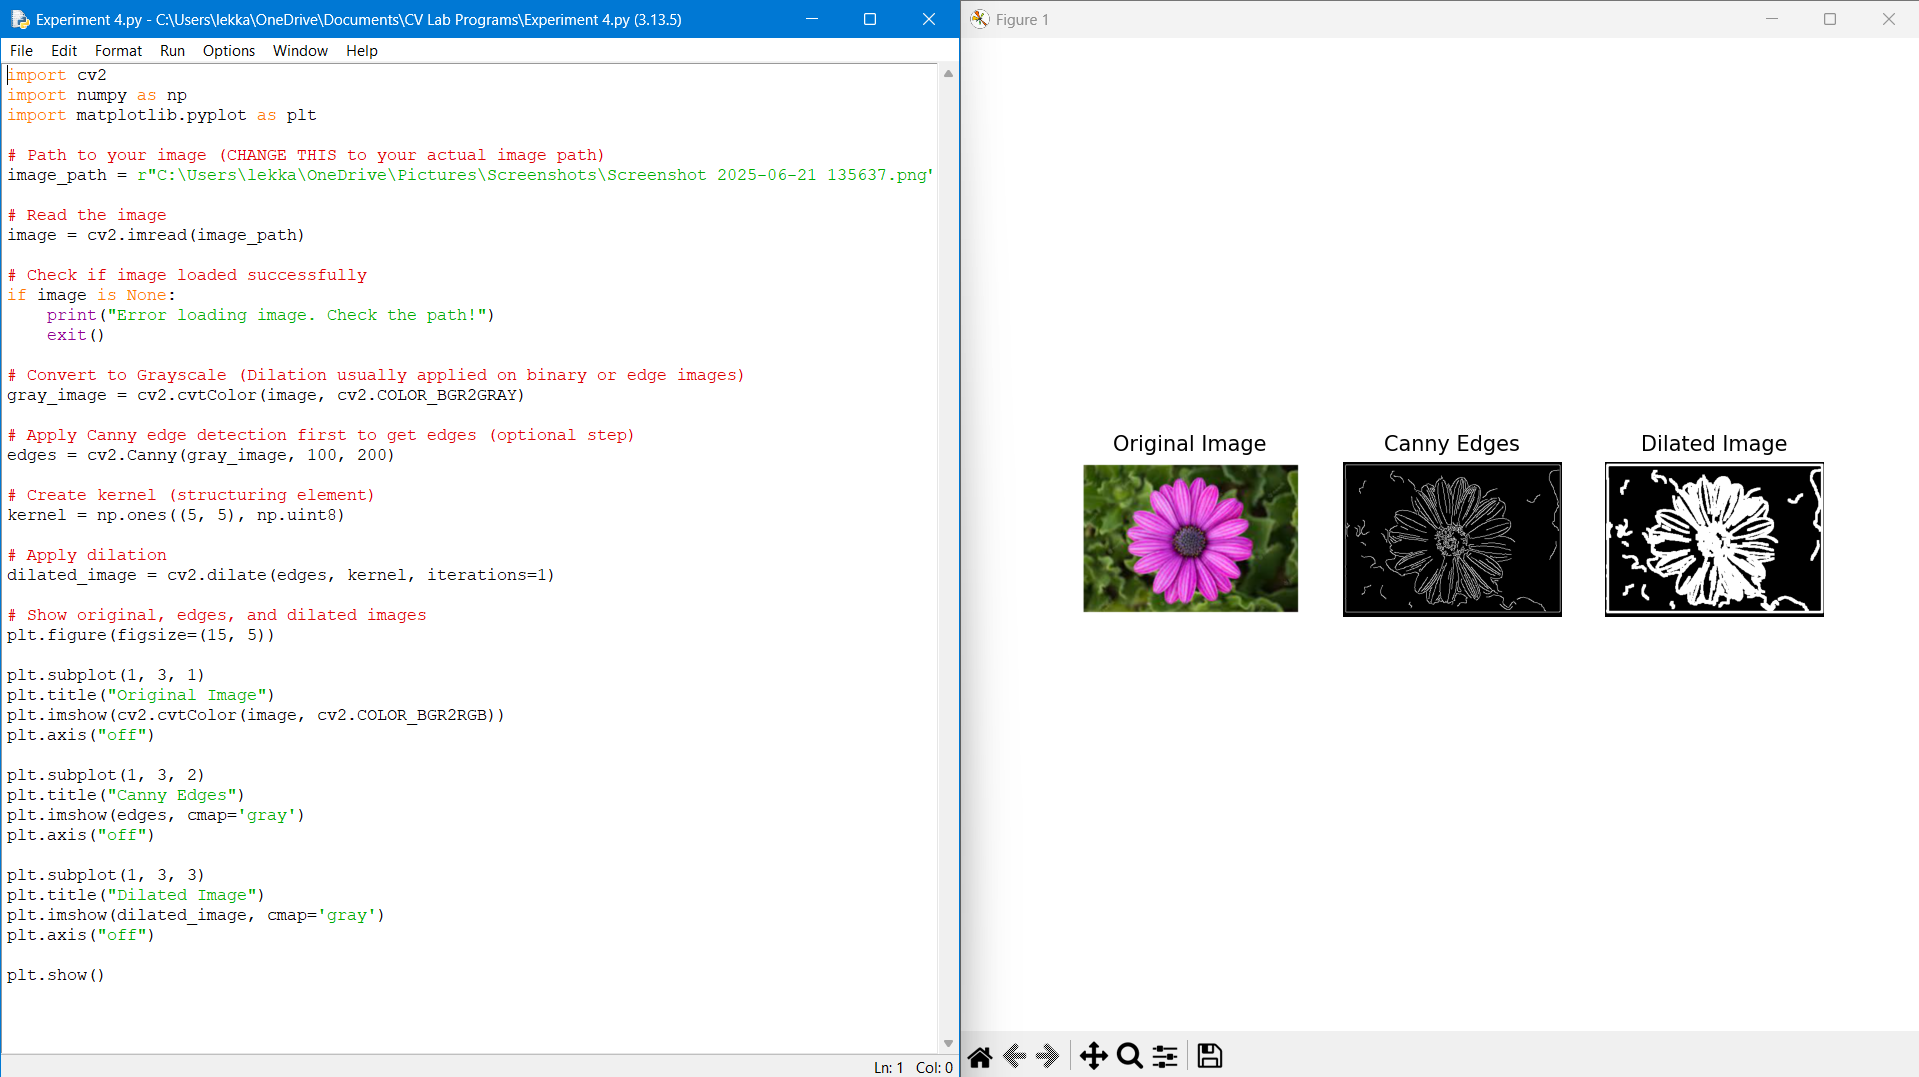 Experiment 4.py - C:\Users\lekka\OneDrive\Documents\CV Lab Programs\Experiment 4.py (3.13.5)
File Edit Format Run Options Window Help
import cv2
import numpy as np
import matplotlib.pyplot as plt
# Path to your image (CHANGE THIS to your actual image path)
image_path = r"C:\Users\lekka\OneDrive\Pictures\Screenshots\Screenshot 2025-06-21 135637.png"
# Read the image
image = cv2.imread(image_path)
# Check if image loaded successfully
if image is None:
    print("Error loading image. Check the path!")
    exit()
# Convert to Grayscale (Dilation usually applied on binary or edge images)
gray_image = cv2.cvtColor(image, cv2.COLOR_BGR2GRAY)
# Apply Canny edge detection first to get edges (optional step)
edges = cv2.Canny(gray_image, 100, 200)
# Create kernel (structuring element)
kernel = np.ones((5, 5), np.uint8)
# Apply dilation
dilated_image = cv2.dilate(edges, kernel, iterations=1)
# Show original, edges, and dilated images
plt.figure(figsize=(15, 5))
plt.subplot(1, 3, 1)
plt.title("Original Image")
plt.imshow(cv2.cvtColor(image, cv2.COLOR_BGR2RGB))
plt.axis("off")
plt.subplot(1, 3, 2)
plt.title("Canny Edges")
plt.imshow(edges, cmap='gray')
plt.axis("off")
plt.subplot(1, 3, 3)
plt.title("Dilated Image")
plt.imshow(dilated_image, cmap='gray')
plt.axis("off")
plt.show()
Ln: 1 Col: 0
Figure 1
Original Image
Canny Edges
Dilated Image